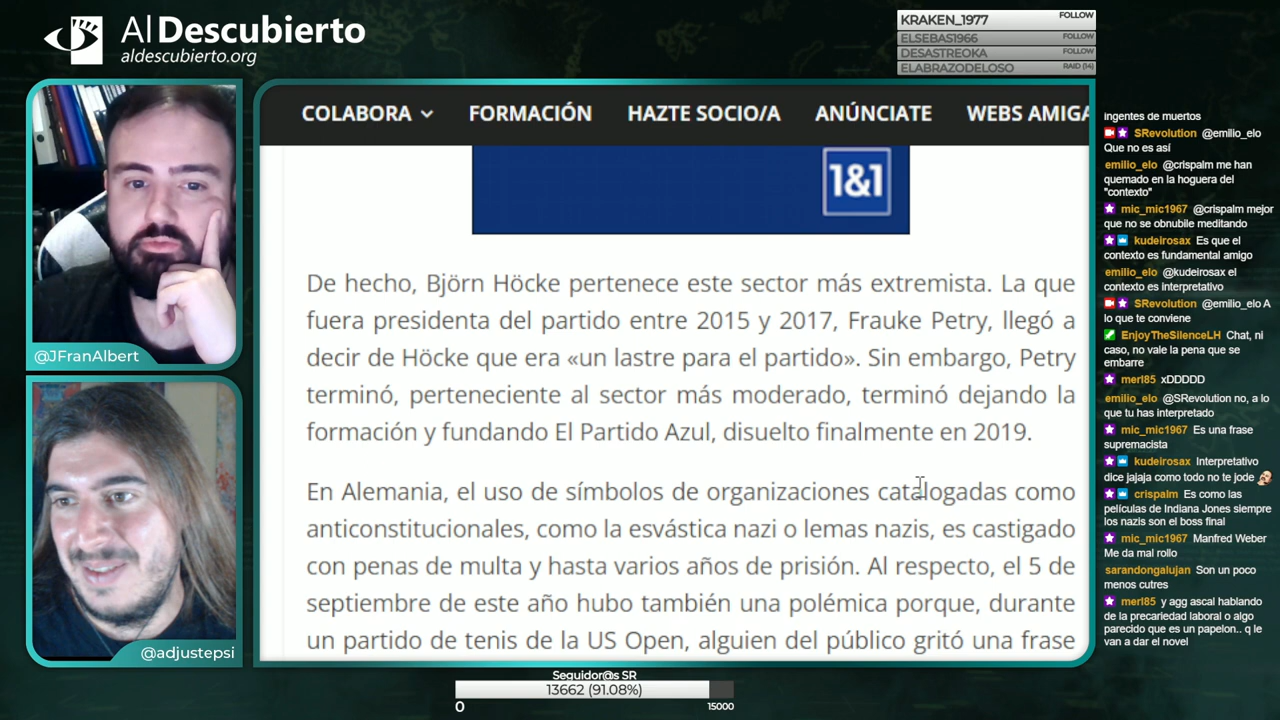 Al Descubierto
aldescubierto.org
KRAKEN_1977 FOLLOW
ELSEBAS1966 FOLLOW
DESASTREOKA FOLLOW
ELABRAZODELOSO RAID (14)
COLABORA FORMACIÓN HAZTE SOCIO/A ANÚNCIATE WEBS AMIGA
1&1
De hecho, Björn Höcke pertenece este sector más extremista. La que
fuera presidenta del partido entre 2015 y 2017, Frauke Petry, llegó a
decir de Höcke que era «un lastre para el partido». Sin embargo, Petry
terminó, perteneciente al sector más moderado, terminó dejando la
formación y fundando El Partido Azul, disuelto finalmente en 2019.
En Alemania, el uso de símbolos de organizaciones catalogadas como
anticonstitucionales, como la esvástica nazi o lemas nazis, es castigado
con penas de multa y hasta varios años de prisión. Al respecto, el 5 de
septiembre de este año hubo también una polémica porque, durante
un partido de tenis de la US Open, alguien del público gritó una frase
@JFranAlbert
@adjustepsi
ingentes de muertos
SRevolution @emilio_elo
Que no es así
emilio_elo @crispalm me han
quemado en la hoguera del
"contexto"
mic_mic1967 @crispalm mejor
que no se obnubile meditando
kudeirosax Es que el
contexto es fundamental amigo
emilio_elo @kudeirosax el
contexto es interpretativo
SRevolution @emilio_elo A
lo que te conviene
EnjoyTheSilenceLH Chat, ni
caso, no vale la pena que se
embarre
merl85 xDDDDD
emilio_elo @SRevolution no, a lo
que tu has interpretado
mic_mic1967 Es una frase
supremacista
kudeirosax Interpretativo
dice jajaja como todo no te jode
crispalm Es como las
películas de Indiana Jones siempre
los nazis son el boss final
mic_mic1967 Manfred Weber
Me da mal rollo
sarandongalujan Son un poco
menos cutres
merl85 y agg ascal hablando
de la precariedad laboral o algo
parecido que es un papelon.. q le
van a dar el novel
Seguidor@s SR
13662 (91.08%)
0 15000